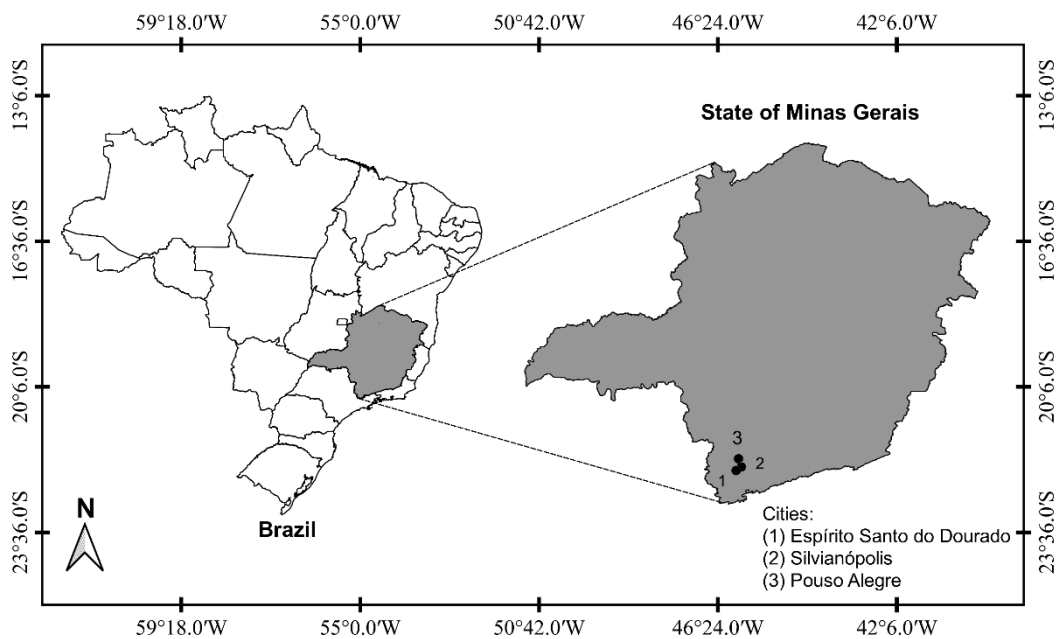 59°18.0'W 55°0.0'W 50°42.0'W 46°24.0'W 42°6.0'W
13°6.0'S 13°6.0'S
State of Minas Gerais
16°36.0'S 16°36.0'S
20°6.0'S 20°6.0'S
3
2
1
N
Brazil
23°36.0'S 23°36.0'S
Cities:
(1) Espírito Santo do Dourado
(2) Silvianópolis
(3) Pouso Alegre
59°18.0'W 55°0.0'W 50°42.0'W 46°24.0'W 42°6.0'W